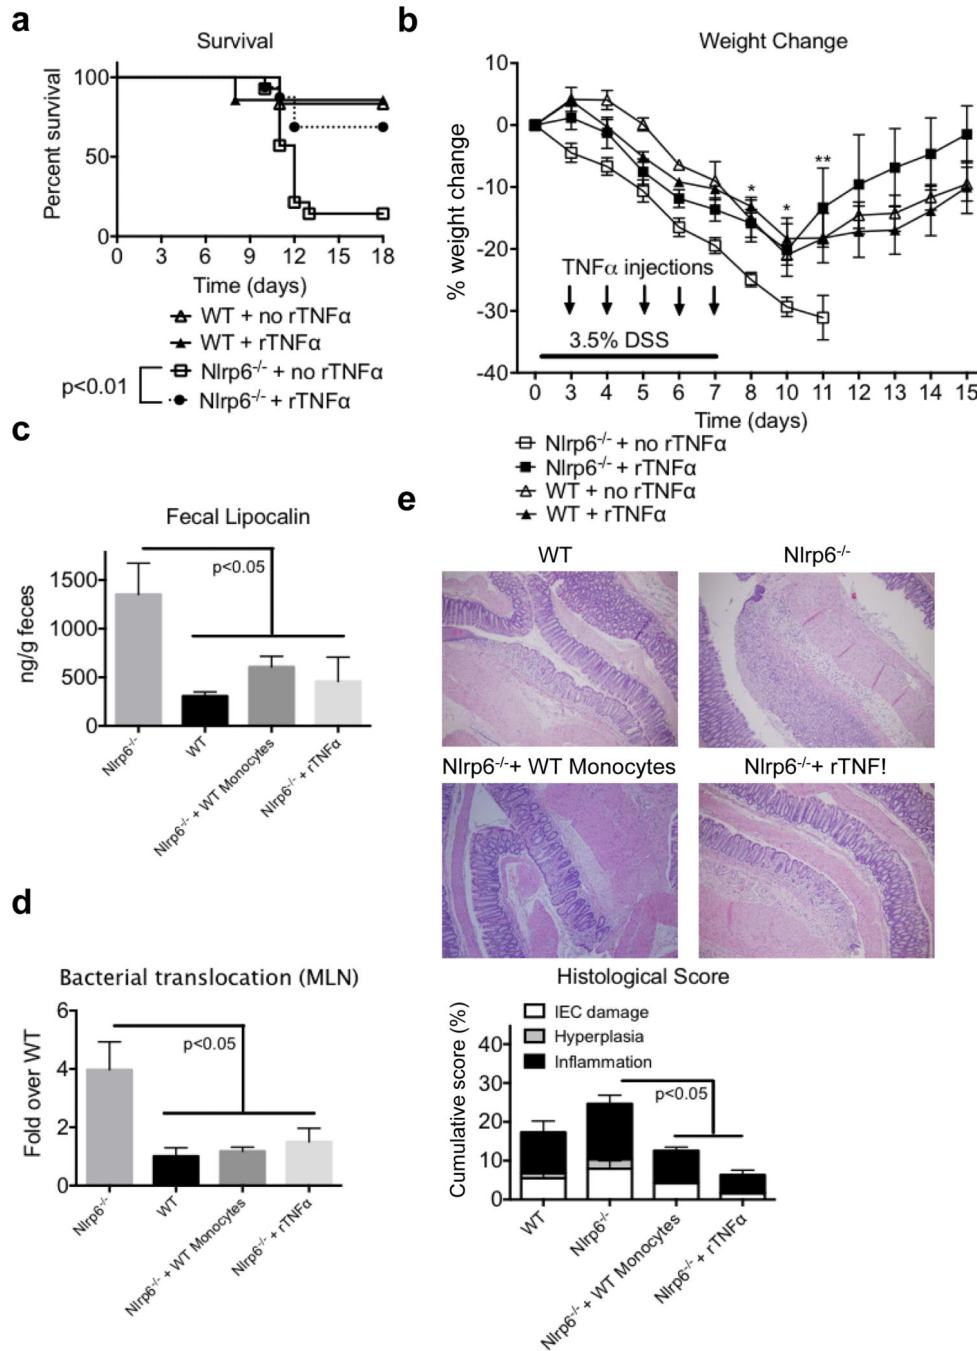 a
Survival
Percent survival
100
50
0
0 3 6 9 12 15 18
Time (days)
WT + no rTNFα
WT + rTNFα
Nlrp6-/- + no rTNFα
Nlrp6-/- + rTNFα
p<0.01
b
Weight Change
% weight change
10
0
-10
-20
-30
-40
* * **
TNFα injections
3.5% DSS
0 3 4 5 6 7 8 10 11 12 13 14 15
Time (days)
Nlrp6-/- + no rTNFα
Nlrp6-/- + rTNFα
WT + no rTNFα
WT + rTNFα
c
Fecal Lipocalin
ng/g feces
1500
1000
500
0
p<0.05
Nlrp6-/-
WT
Nlrp6-/- + WT Monocytes
Nlrp6-/- + rTNFα
d
Bacterial translocation (MLN)
Fold over WT
6
4
2
0
p<0.05
Nlrp6-/-
WT
Nlrp6-/- + WT Monocytes
Nlrp6-/- + rTNFα
e
WT
Nlrp6-/-
Nlrp6-/-+ WT Monocytes
Nlrp6-/-+ rTNF!
Histological Score
Cumulative score (%)
40
30
20
10
0
IEC damage
Hyperplasia
Inflammation
p<0.05
WT
Nlrp6-/-
Nlrp6-/- + WT Monocytes
Nlrp6-/- + rTNFα